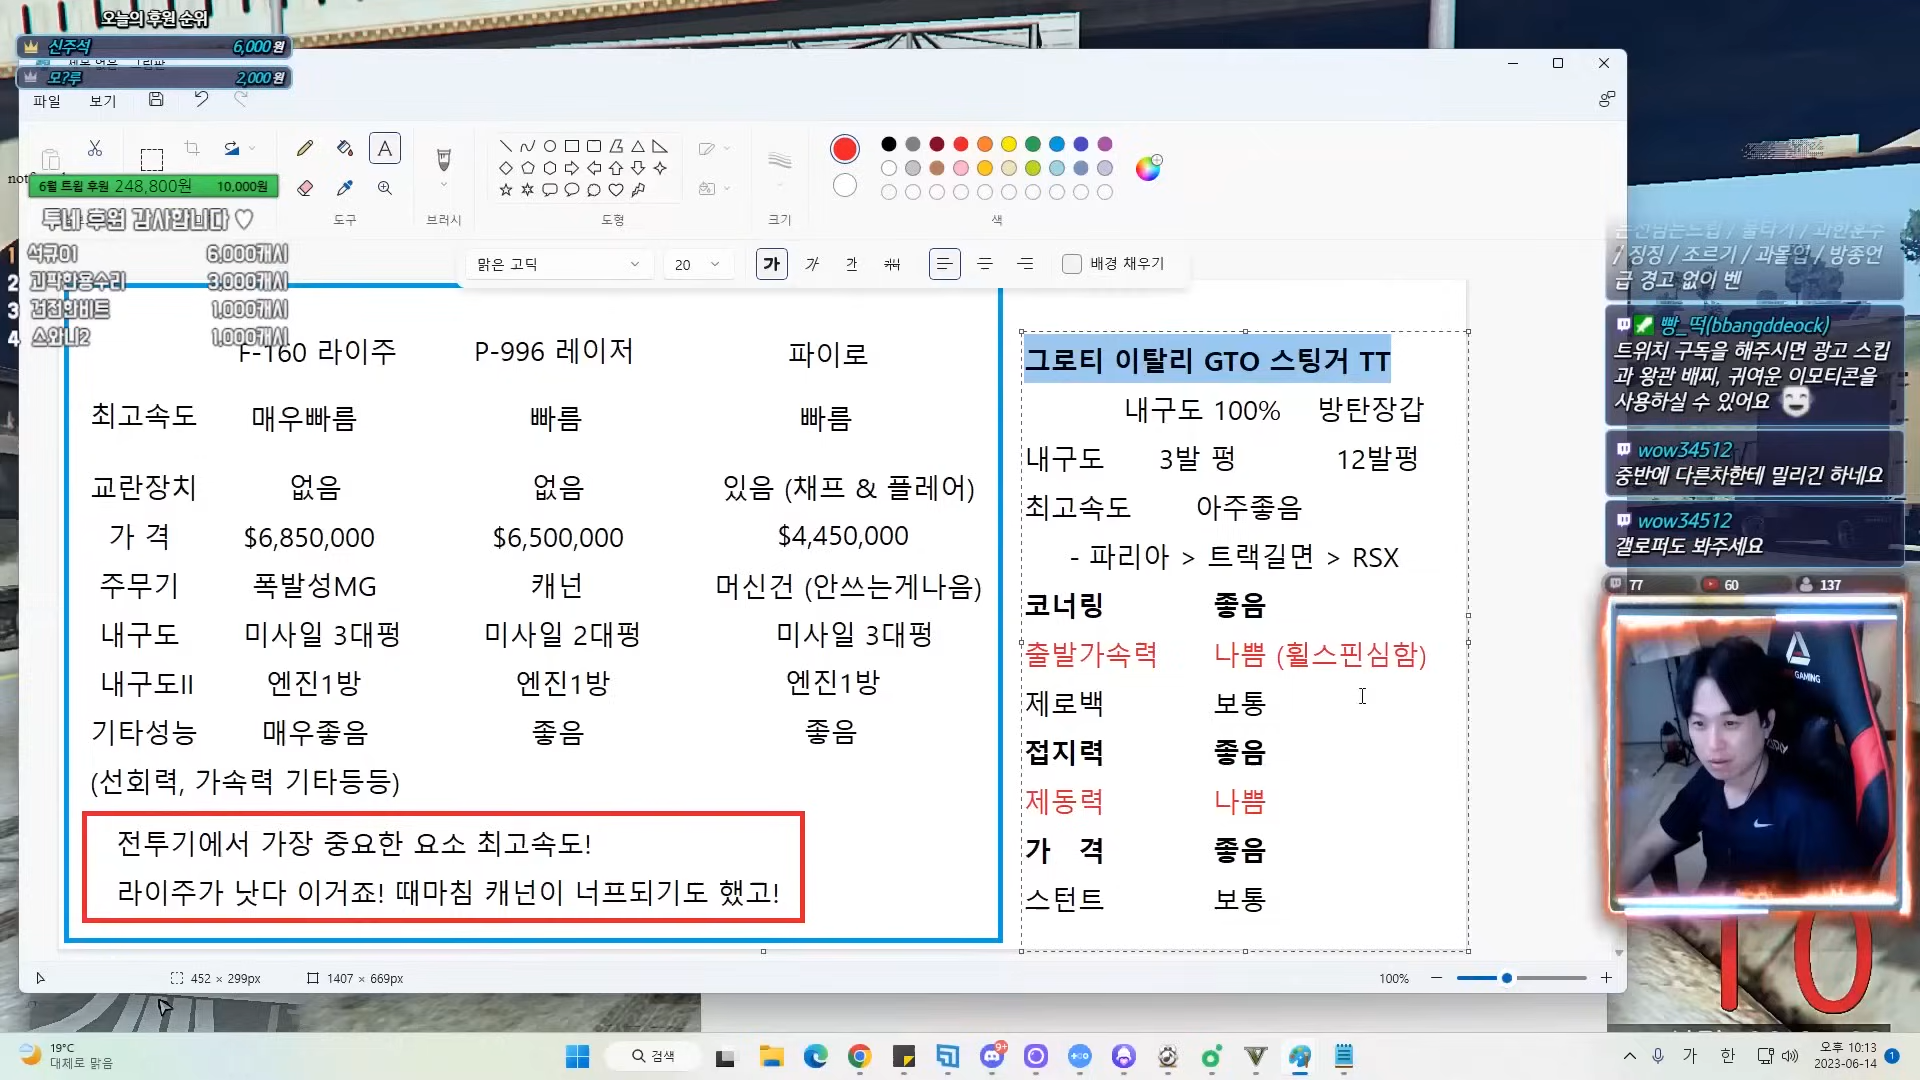 오늘의 후원 순위
신주석 6,000원
모?루 2,000원
파일 보기
6월 트윕 후원 248,800원 10,000원
투네 후원 감사합니다 ♡
1 석규이 6,000캐시
2 괴팍한용수리 3,000캐시
3 건전한비트 1,000캐시
4 스와니2 1,000캐시
도구
브러시
도형
크기
색
맑은 고딕 20 가 가 가 가 배경 채우기
F-160 라이주 P-996 레이저 파이로
최고속도 매우빠름 빠름 빠름
교란장치 없음 없음 있음 (채프 & 플레어)
가 격 $6,850,000 $6,500,000 $4,450,000
주무기 폭발성MG 캐넌 머신건 (안쓰는게나음)
내구도 미사일 3대펑 미사일 2대펑 미사일 3대펑
내구도II 엔진1방 엔진1방 엔진1방
기타성능 매우좋음 좋음 좋음
(선회력, 가속력 기타등등)
전투기에서 가장 중요한 요소 최고속도!
라이주가 낫다 이거죠! 때마침 캐넌이 너프되기도 했고!
그로티 이탈리 GTO 스팅거 TT
내구도 100% 방탄장갑
내구도 3발 펑 12발펑
최고속도 아주좋음
- 파리아 > 트랙길면 > RSX
코너링 좋음
출발가속력 나쁨 (휠스핀심함)
제로백 보통
접지력 좋음
제동력 나쁨
가 격 좋음
스턴트 보통
/ 징징 / 조르기 / 과몰입 / 방종언
급 경고 없이 벤
빵_떡(bbangddeock)
트위치 구독을 해주시면 광고 스킵
과 왕관 배찌, 귀여운 이모티콘을
사용하실 수 있어요
wow34512
중반에 다른차한테 밀리긴 하네요
wow34512
갤로퍼도 봐주세요
77 60 137
GAMING
10
452 × 299px 1407 × 669px 100%
19°C
대체로 맑음
검색
9+
가 한
오후 10:13
2023-06-14
1